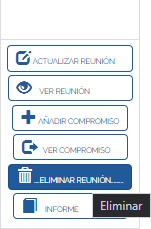 ACTUALIZAR REUNIÓN
VER REUNIÓN
AÑADIR COMPROMISO
VER COMPROMISO
ELIMINAR REUNIÓN
Eliminar
INFORME